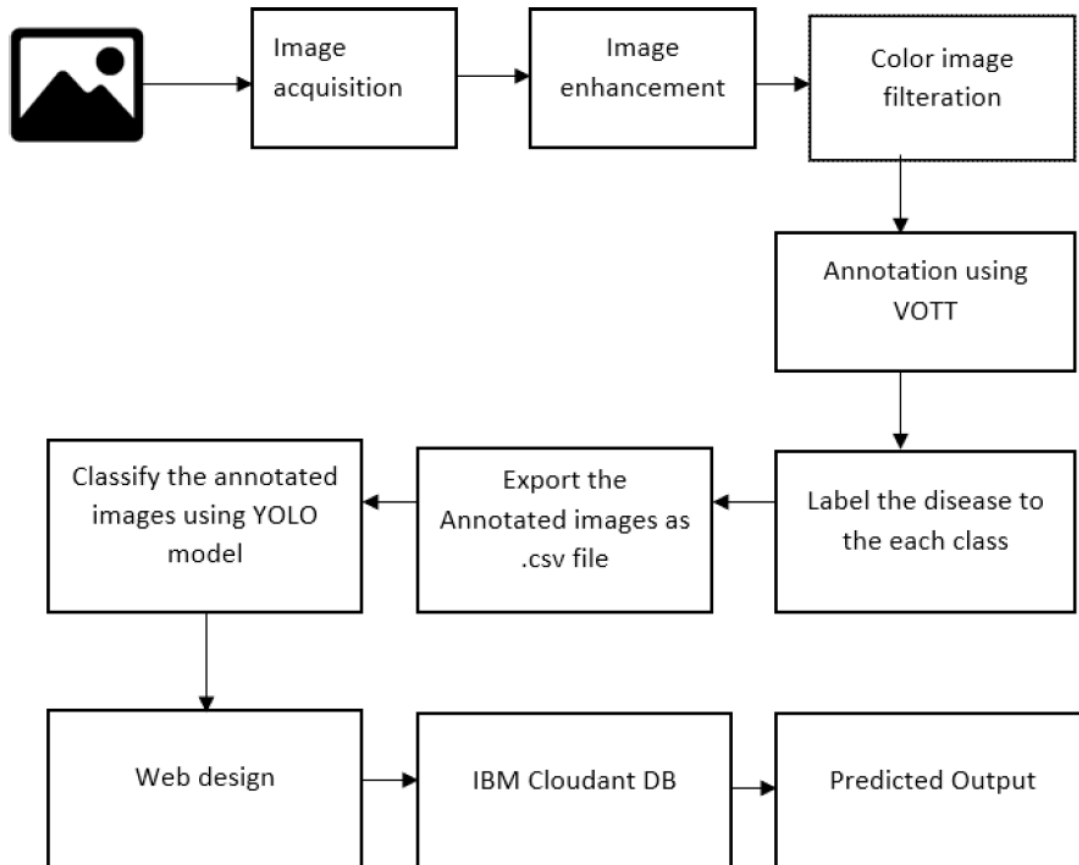 Image
acquisition
Image
enhancement
Color image
filteration
Annotation using
VOTT
Label the disease to
the each class
Export the
Annotated images as
.csv file
Classify the annotated
images using YOLO
model
Web design
IBM Cloudant DB
Predicted Output